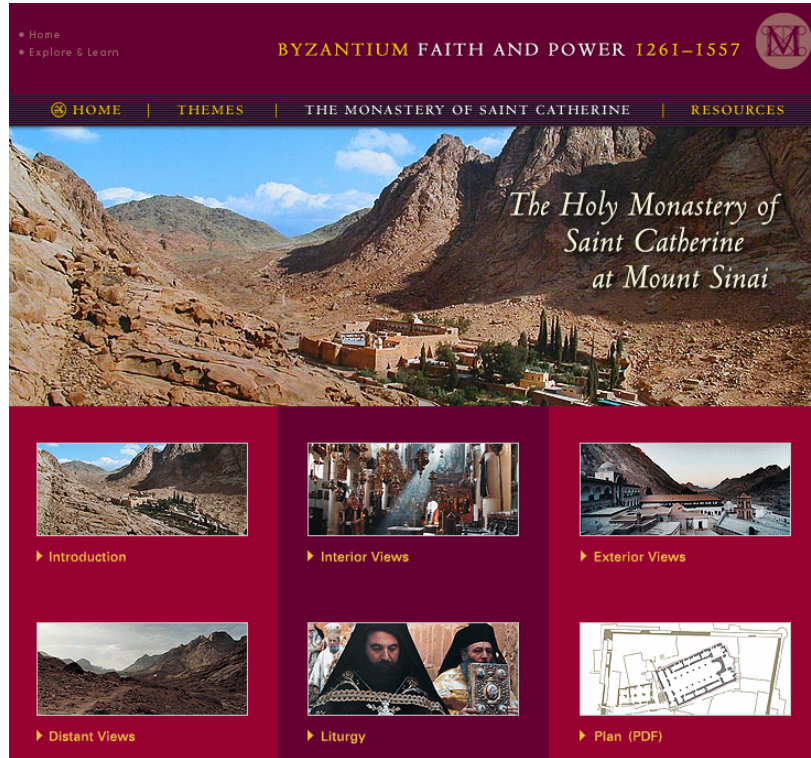 Home
Explore & Learn
BYZANTIUM FAITH AND POWER 1261–1557
M
HOME | THEMES | THE MONASTERY OF SAINT CATHERINE | RESOURCES
The Holy Monastery of
Saint Catherine
at Mount Sinai
Introduction
Interior Views
Exterior Views
Distant Views
Liturgy
Plan (PDF)